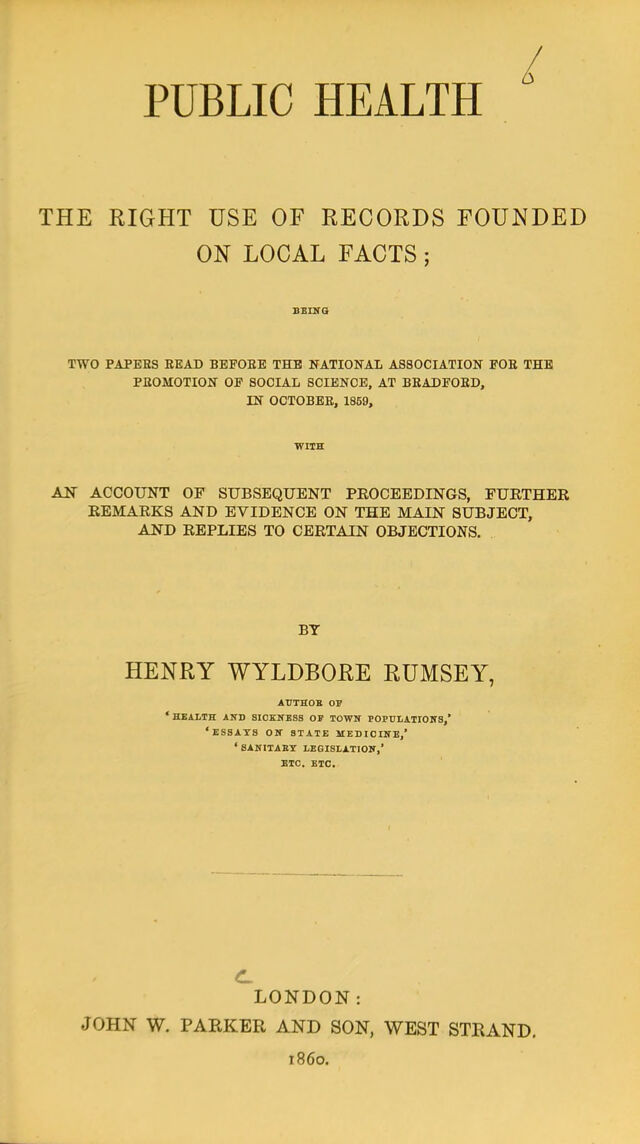 6
PUBLIC HEALTH
THE RIGHT USE OF RECORDS FOUNDED
ON LOCAL FACTS;
BEING
TWO PAPERS READ BEFORE THE NATIONAL ASSOCIATION FOR THE
PROMOTION OF SOCIAL SCIENCE, AT BRADFORD,
IN OCTOBER, 1859,
WITH
AN ACCOUNT OF SUBSEQUENT PROCEEDINGS, FURTHER
REMARKS AND EVIDENCE ON THE MAIN SUBJECT,
AND REPLIES TO CERTAIN OBJECTIONS.
BY
HENRY WYLDBORE RUMSEY,
AUTHOR OF
‘HEALTH AND SICKNESS OF TOWN POPULATIONS,’
‘ESSAYS ON STATE MEDICINE,’
‘SANITARY LEGISLATION,’
ETC. ETC.
LONDON:
JOHN W. PARKER AND SON, WEST STRAND.
1860.